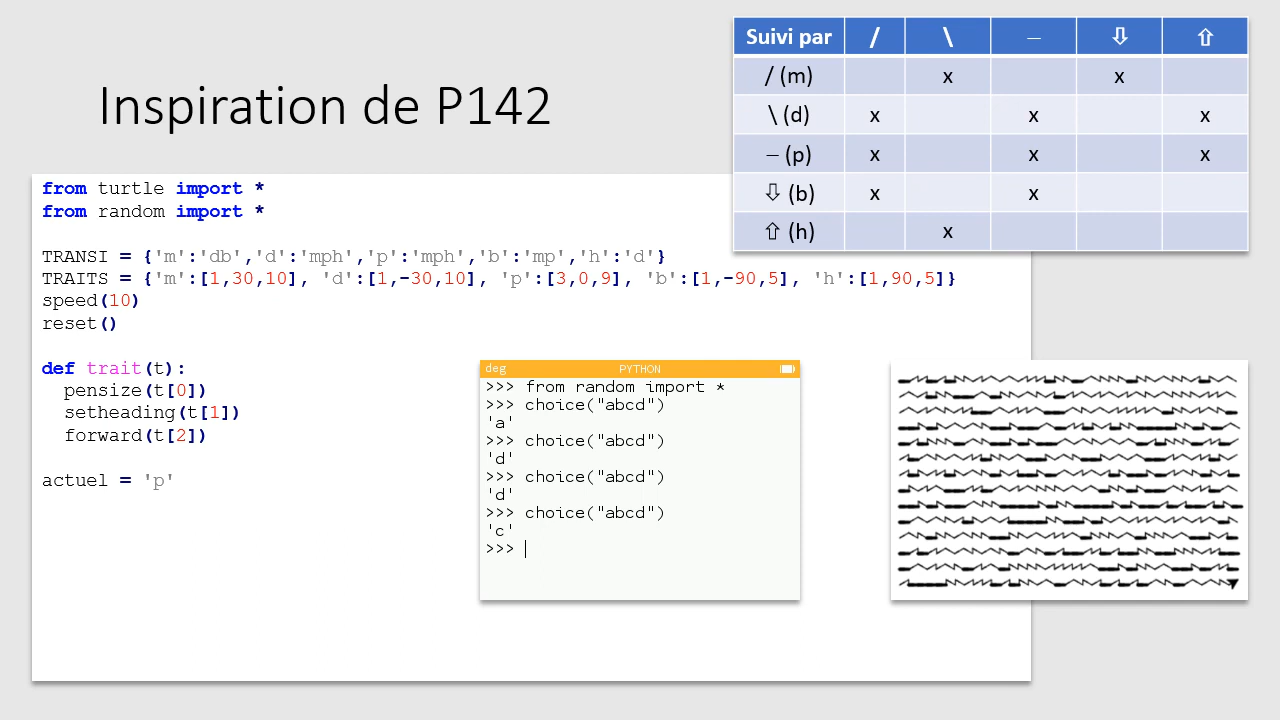 Inspiration de P142
Suivi par / \ – ⇩ ⇧
/ (m) x x
\ (d) x x x
– (p) x x x
⇩ (b) x x
⇧ (h) x
from turtle import *
from random import *
TRANSI = {'m':'db','d':'mph','p':'mph','b':'mp','h':'d'}
TRAITS = {'m':[1,30,10], 'd':[1,-30,10], 'p':[3,0,9], 'b':[1,-90,5], 'h':[1,90,5]}
speed(10)
reset()
def trait(t):
pensize(t[0])
setheading(t[1])
forward(t[2])
actuel = 'p'
deg PYTHON
>>> from random import *
>>> choice("abcd")
'a'
>>> choice("abcd")
'd'
>>> choice("abcd")
'd'
>>> choice("abcd")
'c'
>>>